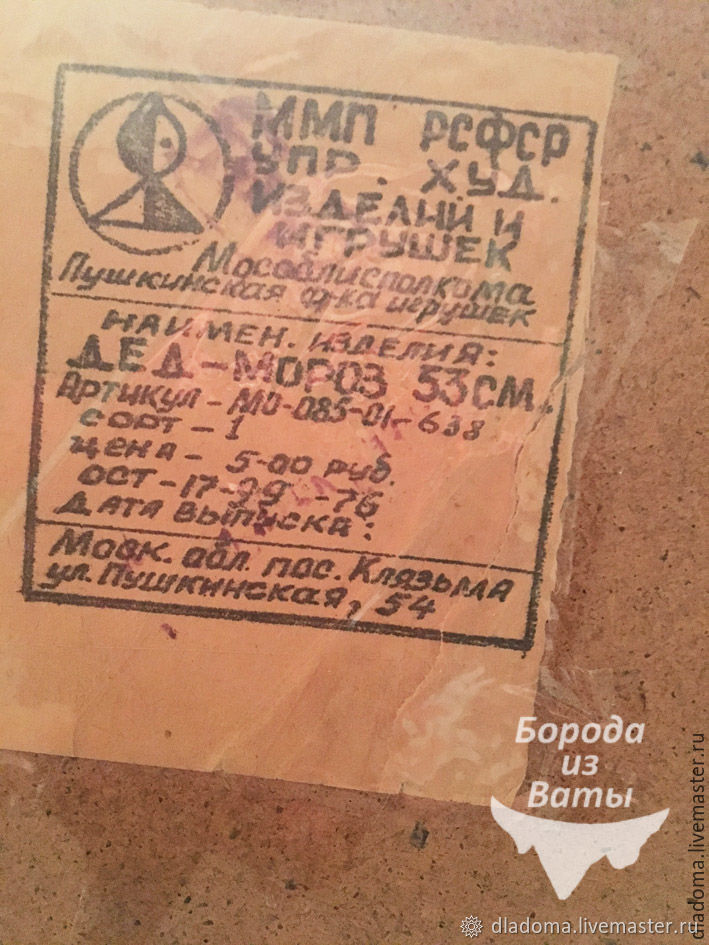 ММП РСФСР
УПР. ХУД.
ИЗДЕЛИЙ И
ИГРУШЕК
Мособлисполкома
Пушкинская ф-ка игрушек
НАИМЕН. ИЗДЕЛИЯ:
ДЕД-МОРОЗ 53СМ.
Артикул-МО-085-01-638
СОРТ-1
ЦЕНА- 5-00 руб.
ОСТ-17-99-76
ДАТА ВЫПУСКА:
Моск. обл. пос. Клязьма
ул. Пушкинская, 54
Борода
из
Ваты
dladoma.livemaster.ru
dladoma.livemaster.ru